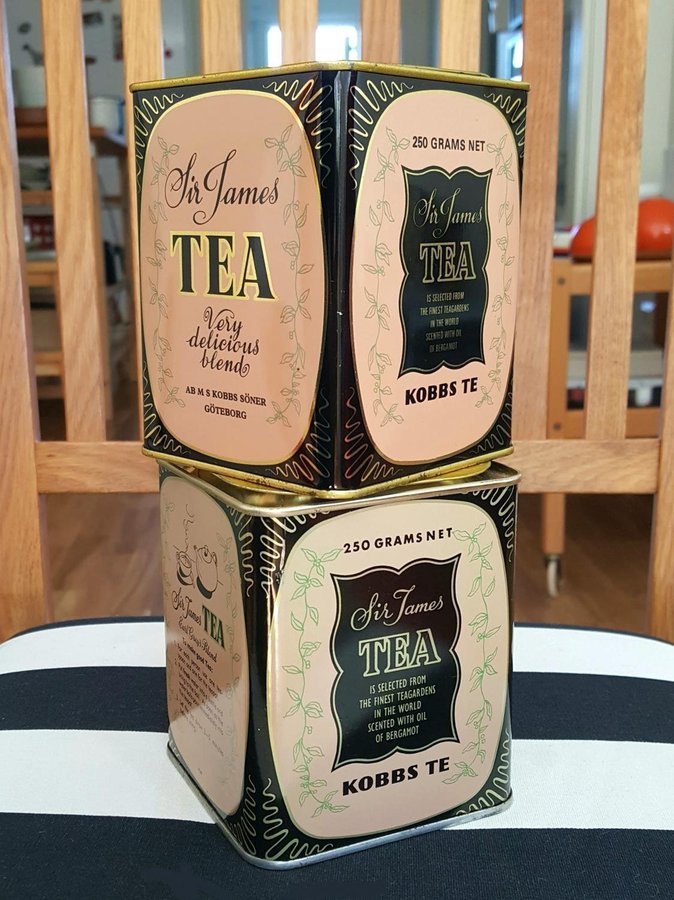 Sir James
TEA
Very
delicious
blend
AB M S KOBBS SÖNER
GÖTEBORG
250 GRAMS NET
Sir James
TEA
IS SELECTED FROM
THE FINEST TEAGARDENS
IN THE WORLD
SCENTED WITH OIL
OF BERGAMOT
KOBBS TE
Sir James TEA
Earl Grey's Blend
250 GRAMS NET
Sir James
TEA
IS SELECTED FROM
THE FINEST TEAGARDENS
IN THE WORLD
SCENTED WITH OIL
OF BERGAMOT
KOBBS TE